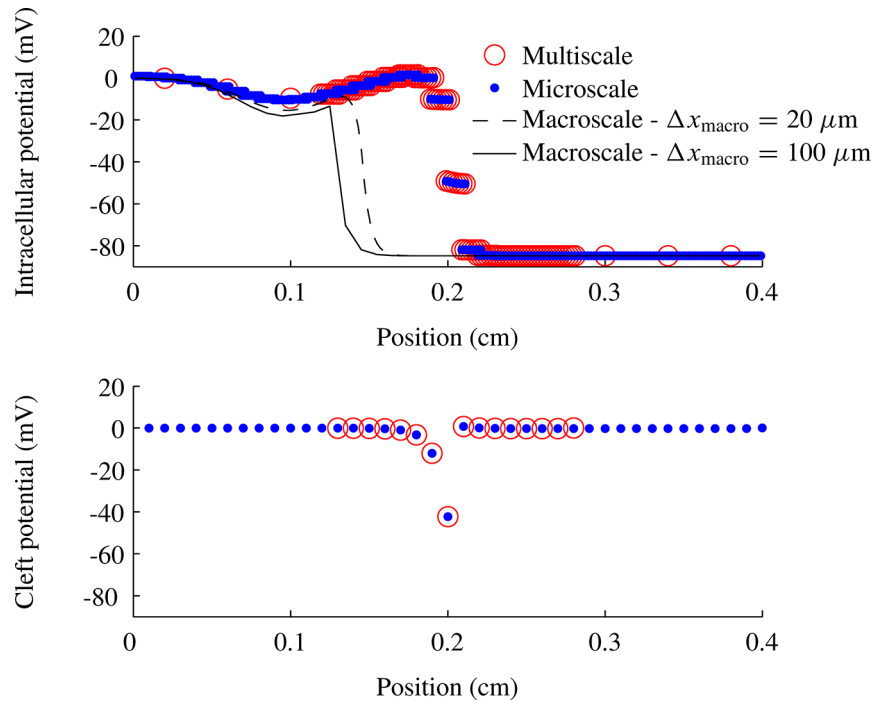 Intracellular potential (mV)
20
0
-20
-40
-60
-80
Multiscale
Microscale
Macroscale - Δx_macro = 20 μm
Macroscale - Δx_macro = 100 μm
0 0.1 0.2 0.3 0.4
Position (cm)
Cleft potential (mV)
20
0
-20
-40
-60
-80
0 0.1 0.2 0.3 0.4
Position (cm)